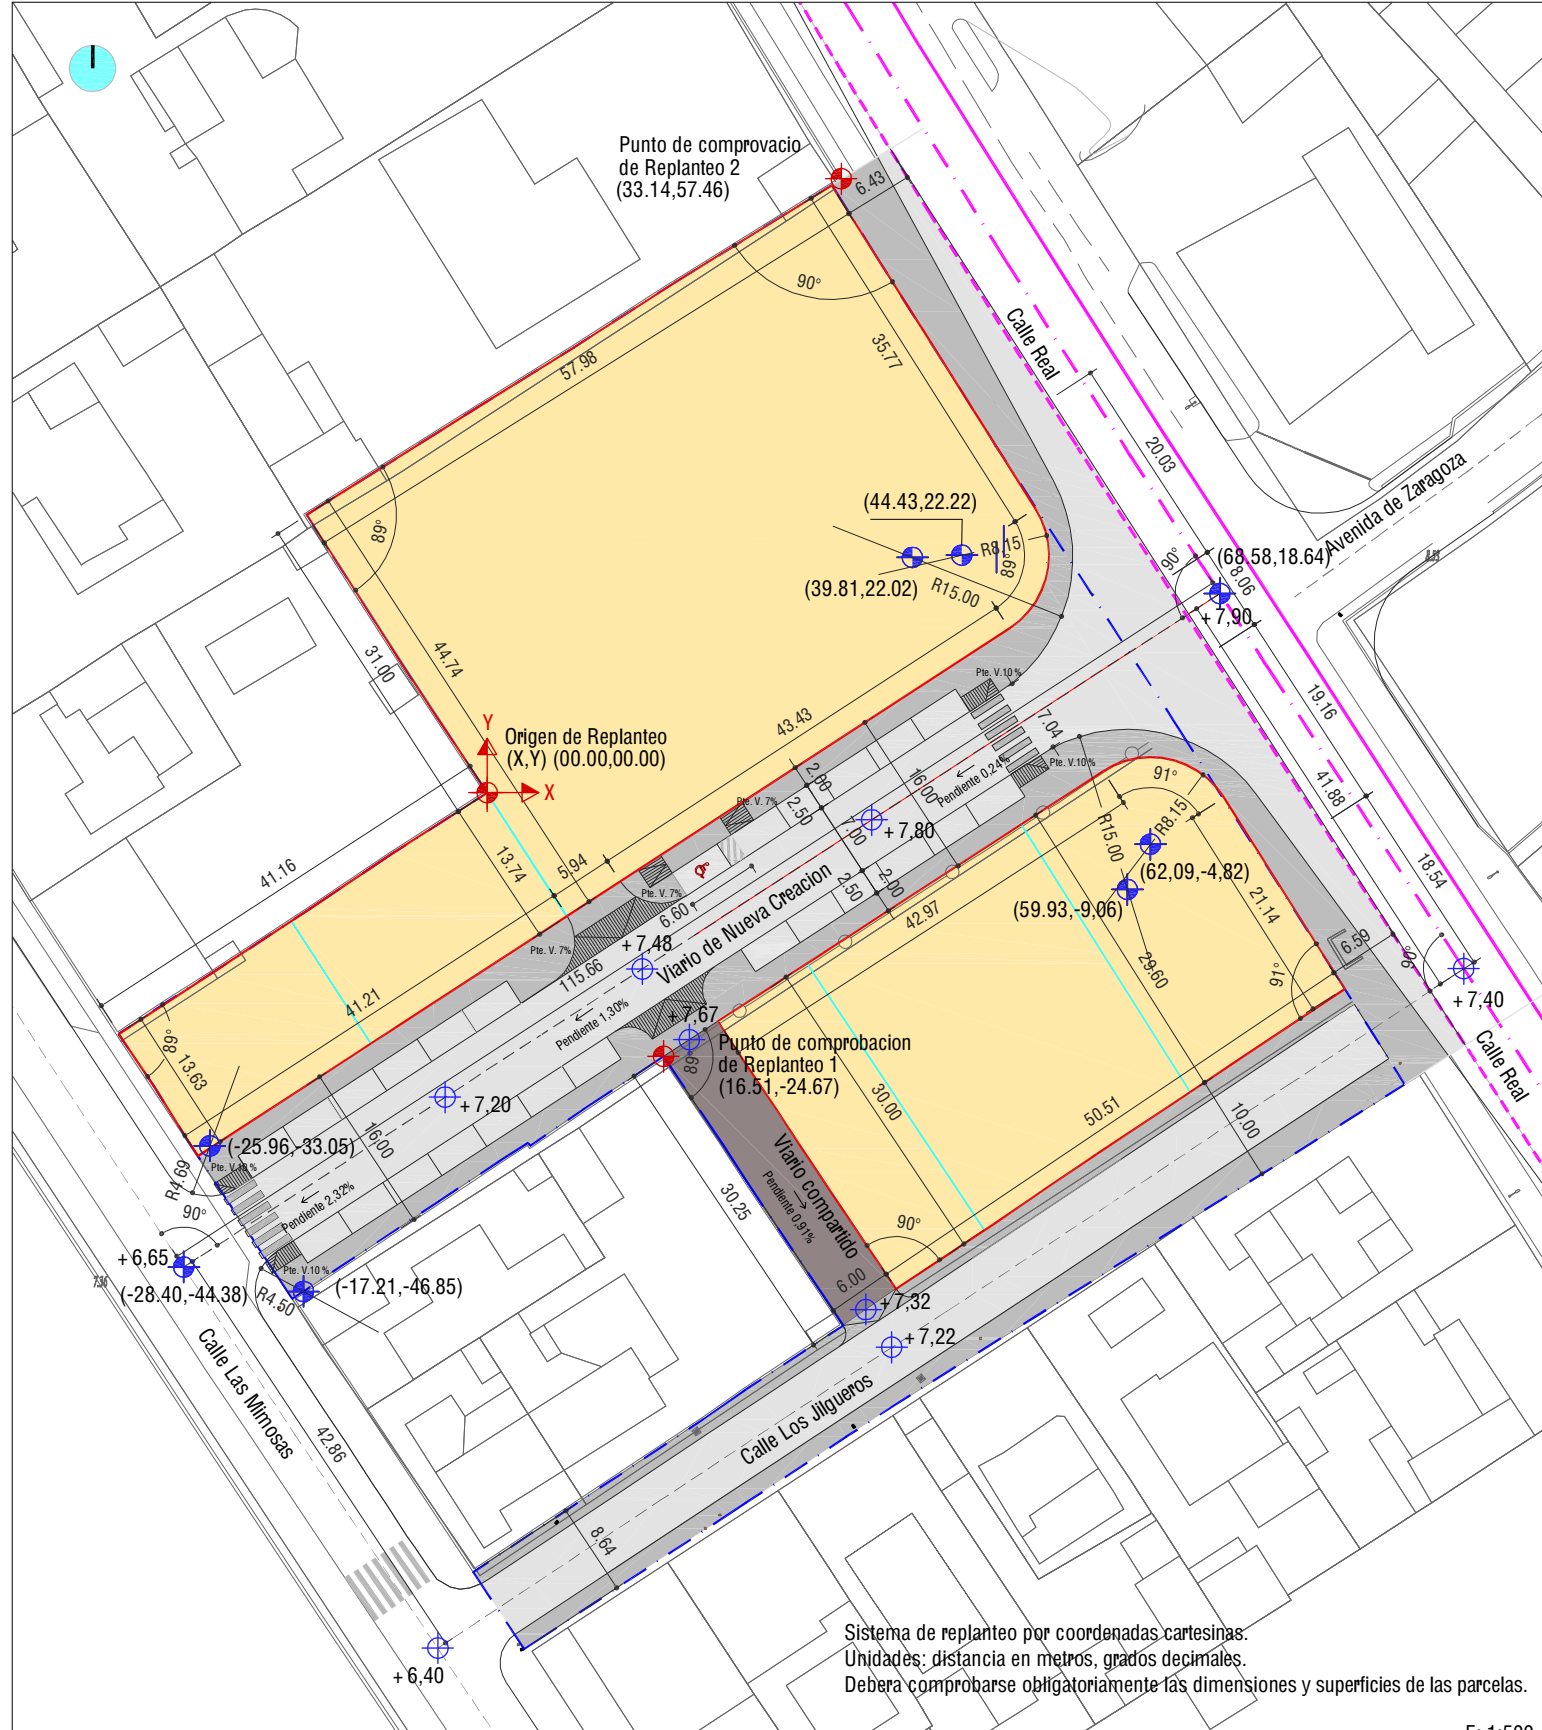 Punto de comprovacio
de Replanteo 2
(33.14,57.46)
6.43
90°
Calle Real
35.77
57.98
20.03
Avenida de Zaragoza
(44.43,22.22)
89°
R8,15
89°
90°
(68.58,18.64)
8.06
(39.81,22.02)
R15.00
+ 7,90
44.74
31.00
Pte. V.10 %
19.16
Y
Origen de Replanteo
(X,Y) (00.00,00.00)
43.43
7.04
X
2.00
16.00
Pendiente 0,24%
Pte. V.10 %
91°
41.88
Pte. V. 7%
2.50
7.00
+ 7,80
R15.00
R8.15
41.16
13.74
5.94
(62,09,-4,82)
18.54
Pte. V. 7%
2.50
2.00
(59.93,-9,06)
21.14
6.60
42.97
Pte. V. 7%
+ 7,48
Viario de Nueva Creacion
6.59
90°
115.66
29.60
91°
+ 7,40
41.21
Pendiente 1,30%
+ 7,67
Punto de comprobacion
de Replanteo 1
(16.51,-24.67)
89°
Calle Real
89°
13.63
+ 7,20
30.00
50.51
10.00
16.00
(-25.96,-33.05)
Pte. V.10 %
R4.69
Viario compartido
Pendiente 0,91%
Pendiente 2,32%
30.25
90°
90°
+ 6,65
Pte. V.10 %
6.00
(-28.40,-44.38)
R4.50
(-17.21,-46.85)
+ 7,32
+ 7,22
Calle Las Mimosas
Calle Los Jilgueros
42.86
8.64
+ 6,40
Sistema de replanteo por coordenadas cartesinas.
Unidades: distancia en metros, grados decimales.
Debera comprobarse obligatoriamente las dimensiones y superficies de las parcelas.